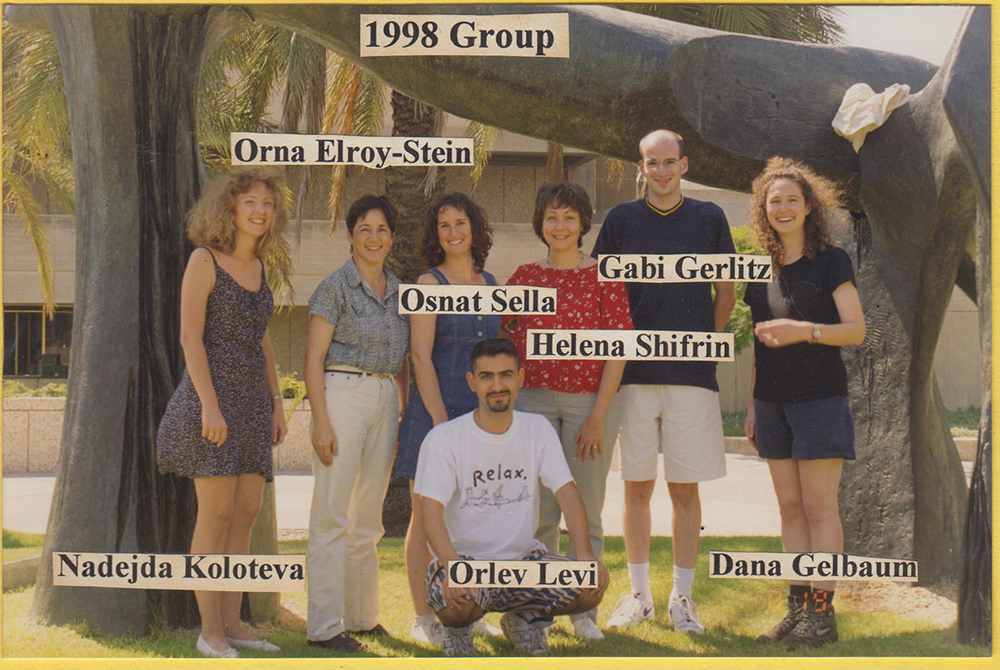 1998 Group
Orna Elroy-Stein
Gabi Gerlitz
Osnat Sella
Helena Shifrin
Relax.
Nadejda Koloteva
Orlev Levi
Dana Gelbaum